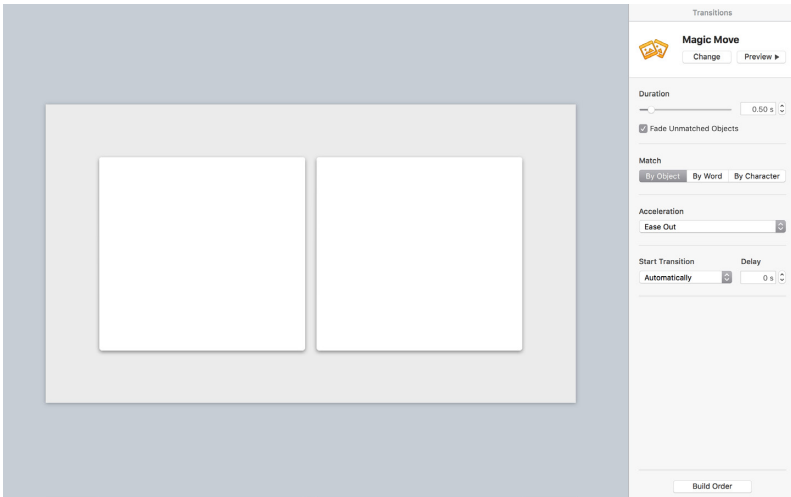 Transitions
Magic Move
Change
Preview ▶
Duration
0.50 s
Fade Unmatched Objects
Match
By Object By Word By Character
Acceleration
Ease Out
Start Transition Delay
Automatically 0 s
Build Order